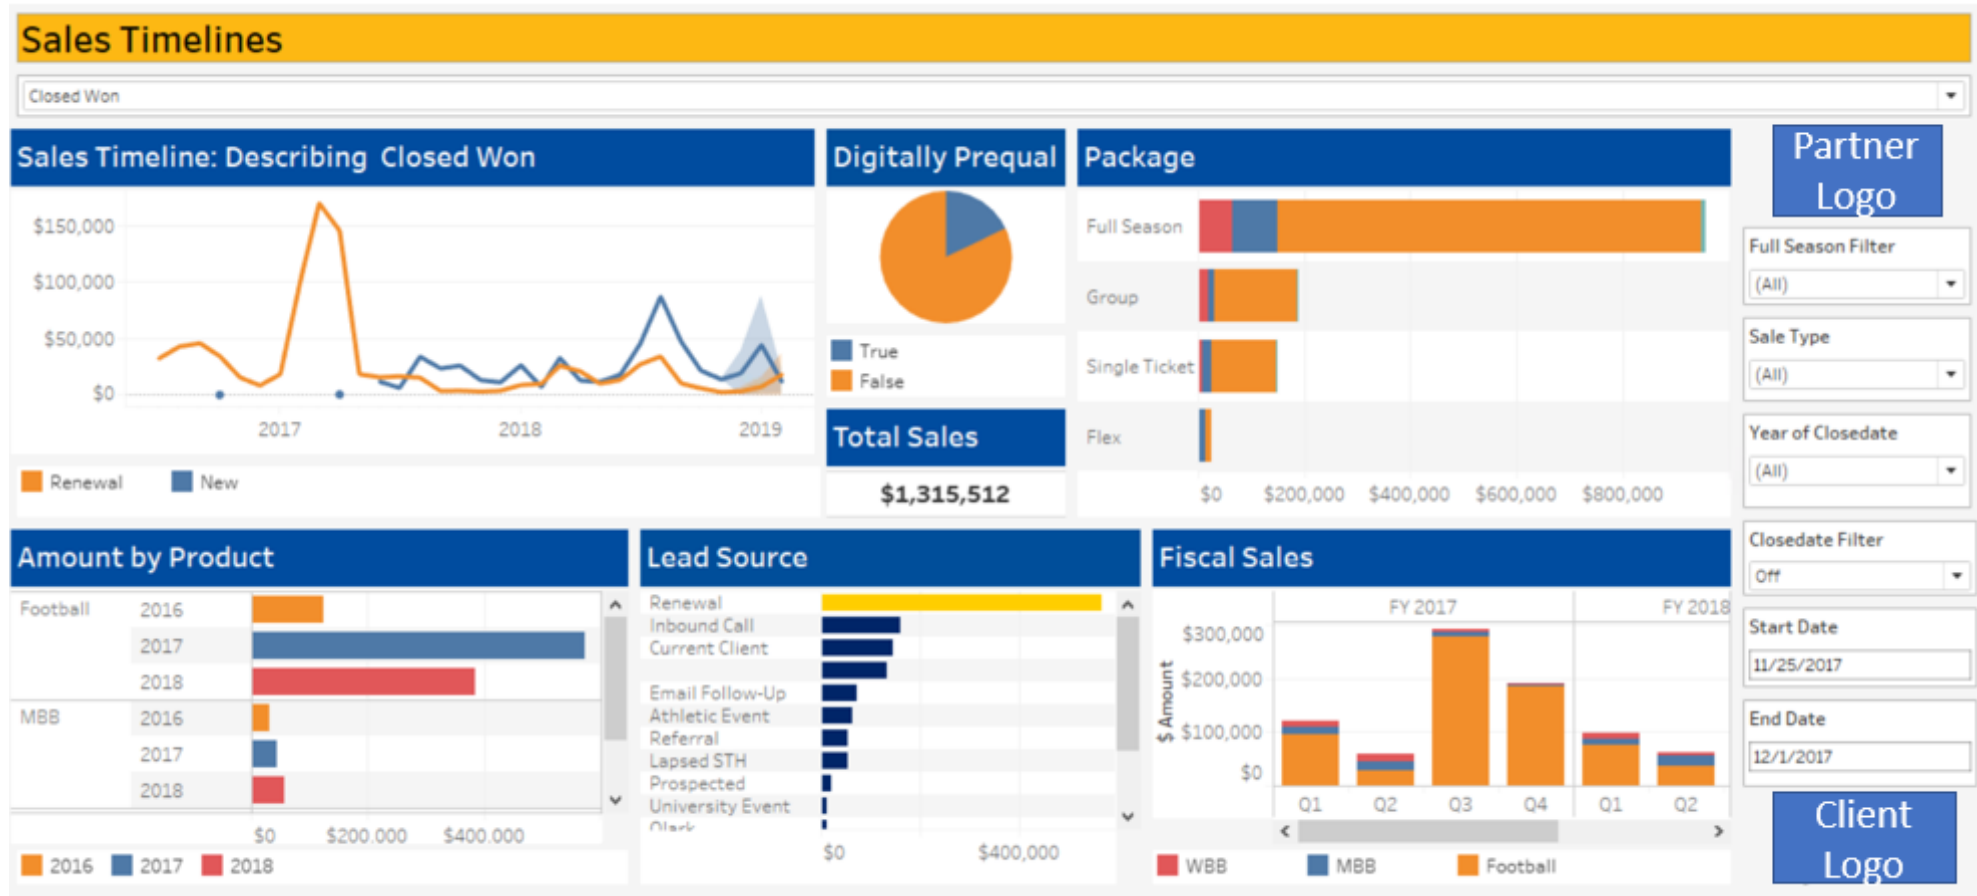 Sales Timelines
Closed Won
Sales Timeline: Describing Closed Won
$150,000
$100,000
$50,000
$0
2017
2018
2019
Renewal
New
Digitally Prequal
True
False
Total Sales
$1,315,512
Package
Full Season
Group
Single Ticket
Flex
$0
$200,000
$400,000
$600,000
$800,000
Partner
Logo
Full Season Filter
(All)
Sale Type
(All)
Year of Closedate
(All)
Closedate Filter
Off
Start Date
11/25/2017
End Date
12/1/2017
Client
Logo
Amount by Product
Football
2016
2017
2018
MBB
2016
2017
2018
$0
$200.000
$400.000
2016
2017
2018
Lead Source
Renewal
Inbound Call
Current Client
Email Follow-Up
Athletic Event
Referral
Lapsed STH
Prospected
University Event
Olark
$0
$400,000
Fiscal Sales
FY 2017
FY 2018
$ Amount
$300,000
$200,000
$100,000
$0
Q1
Q2
Q3
Q4
Q1
Q2
WBB
MBB
Football